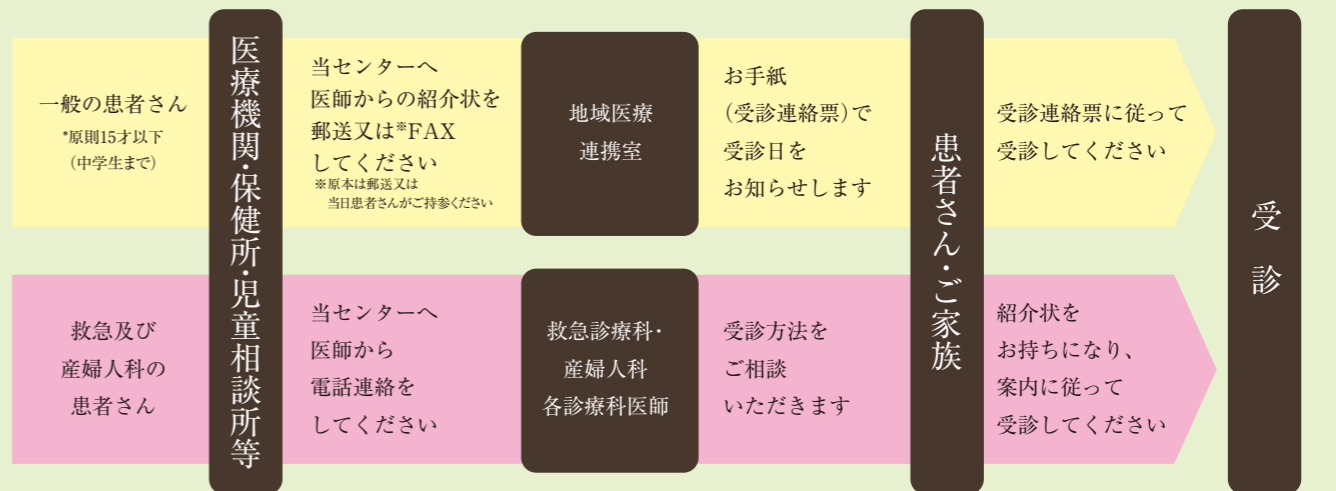 一般の患者さん
*原則15才以下
(中学生まで)
医療機関・保健所・児童相談所等
当センターへ
医師からの紹介状を
郵送又は※FAX
してください
※原本は郵送又は
当日患者さんがご持参ください
地域医療
連携室
お手紙
(受診連絡票)で
受診日を
お知らせします
患者さん・ご家族
受診連絡票に従って
受診してください
受診
救急及び
産婦人科の
患者さん
当センターへ
医師から
電話連絡を
してください
救急診療科・
産婦人科
各診療科医師
受診方法を
ご相談
いただきます
紹介状を
お持ちになり、
案内に従って
受診してください